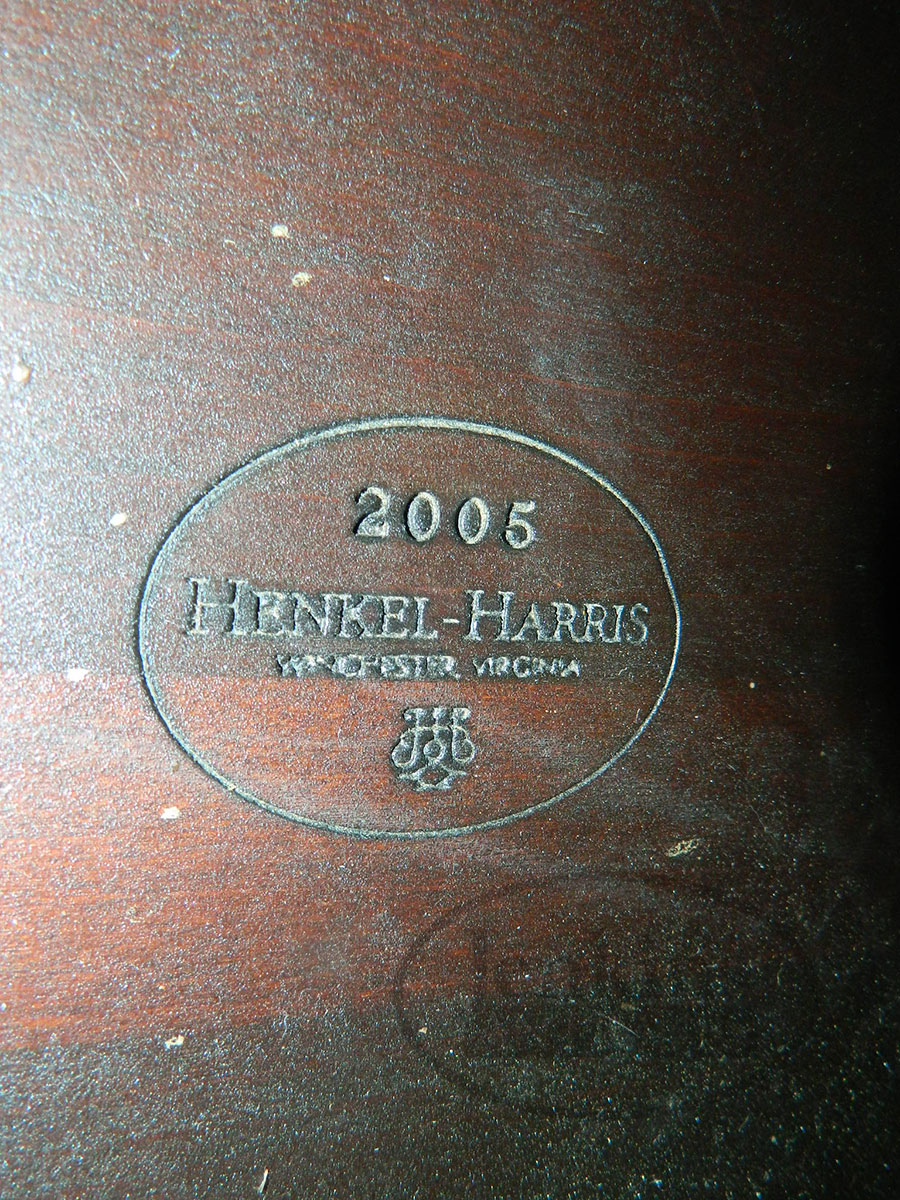 2005
HENKEL-HARRIS
WINCHESTER, VIRGINIA